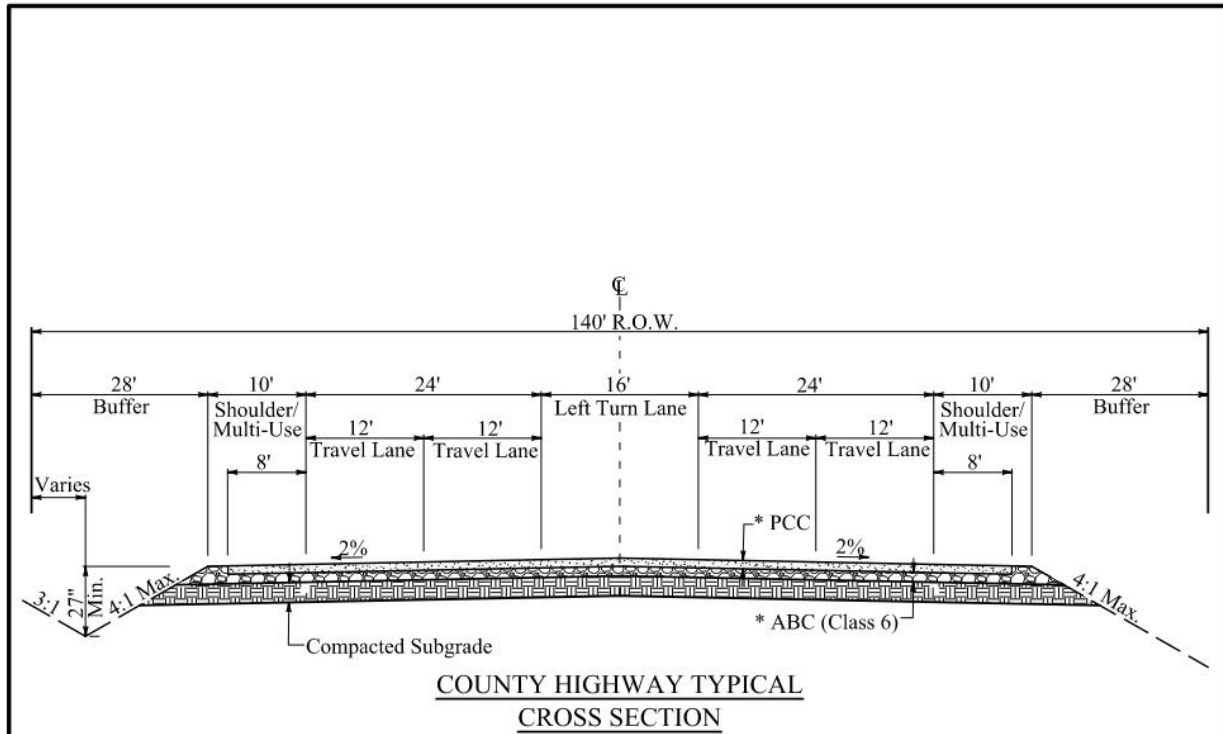 ℄
140' R.O.W.
28' 10' 24' 16' 24' 10' 28'
Buffer Shoulder/ Left Turn Lane Shoulder/ Buffer
Multi-Use Multi-Use
12' 12' 12' 12'
Travel Lane Travel Lane Travel Lane Travel Lane
8' 8'
Varies
* PCC
2% 2%
3:1 27" Min. 4:1 Max. 4:1 Max.
* ABC (Class 6)
Compacted Subgrade
COUNTY HIGHWAY TYPICAL
CROSS SECTION